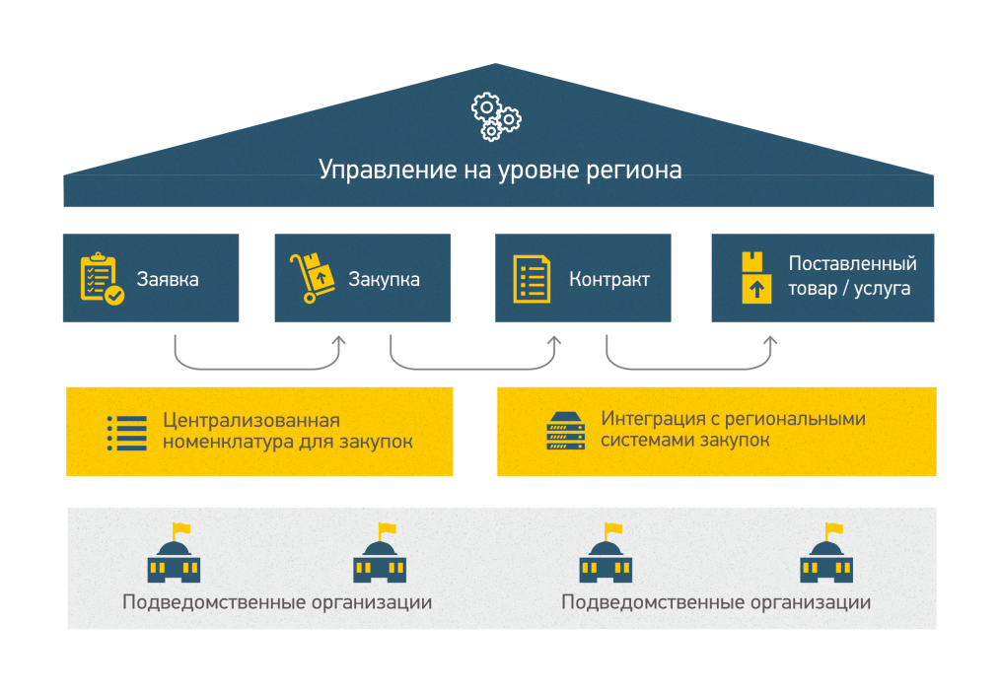 Управление на уровне региона
Заявка
Закупка
Контракт
Поставленный
товар / услуга
Централизованная
номенклатура для закупок
Интеграция с региональными
системами закупок
Подведомственные организации
Подведомственные организации